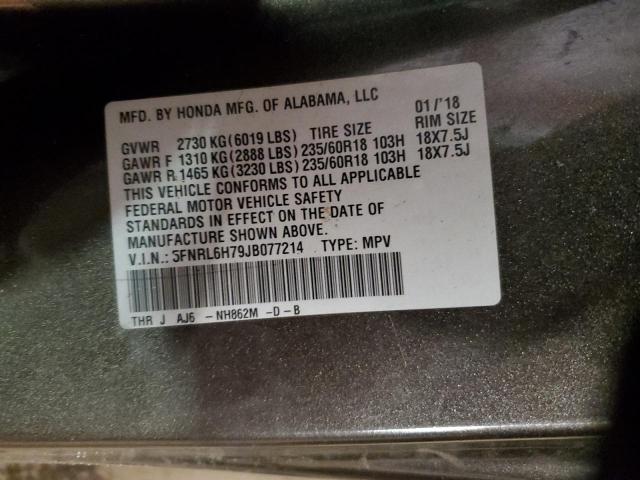 MFD. BY HONDA MFG. OF ALABAMA, LLC 01/'18
GVWR 2730 KG(6019 LBS) TIRE SIZE RIM SIZE
GAWR F 1310 KG(2888 LBS) 235/60R18 103H 18X7.5J
GAWR R 1465 KG(3230 LBS) 235/60R18 103H 18X7.5J
THIS VEHICLE CONFORMS TO ALL APPLICABLE
FEDERAL MOTOR VEHICLE SAFETY
STANDARDS IN EFFECT ON THE DATE OF
MANUFACTURE SHOWN ABOVE.
V.I.N.: 5FNRL6H79JB077214 TYPE: MPV
THR J AJ6 -NH862M -D-B